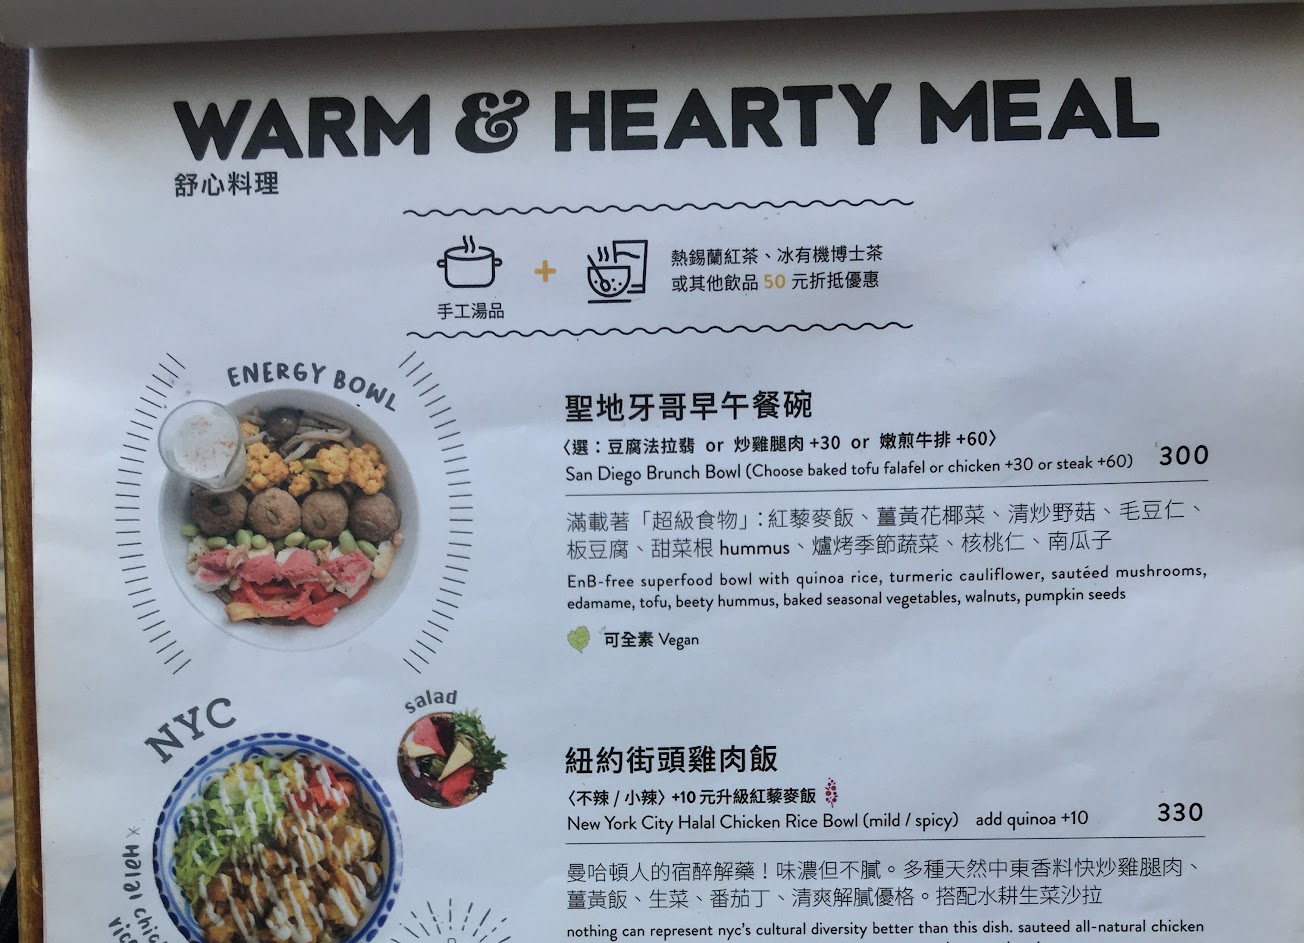 WARM & HEARTY MEAL
舒心料理
手工湯品
+
熱錫蘭紅茶、冰有機博士茶
或其他飲品 50 元折抵優惠
ENERGY BOWL
聖地牙哥早午餐碗
〈選：豆腐法拉翡 or 炒雞腿肉 +30 or 嫩煎牛排 +60〉
San Diego Brunch Bowl (Choose baked tofu falafel or chicken +30 or steak +60) 300
滿載著「超級食物」：紅藜麥飯、薑黃花椰菜、清炒野菇、毛豆仁、
板豆腐、甜菜根 hummus、爐烤季節蔬菜、核桃仁、南瓜子
EnB-free superfood bowl with quinoa rice, turmeric cauliflower, sautéed mushrooms,
edamame, tofu, beety hummus, baked seasonal vegetables, walnuts, pumpkin seeds
可全素 Vegan
NYC
salad
紐約街頭雞肉飯
〈不辣 / 小辣〉+10 元升級紅藜麥飯
New York City Halal Chicken Rice Bowl (mild / spicy) add quinoa +10 330
曼哈頓人的宿醉解藥！味濃但不膩。多種天然中東香料快炒雞腿肉、
薑黃飯、生菜、番茄丁、清爽解膩優格。搭配水耕生菜沙拉
nothing can represent nyc's cultural diversity better than this dish. sauteed all-natural chicken